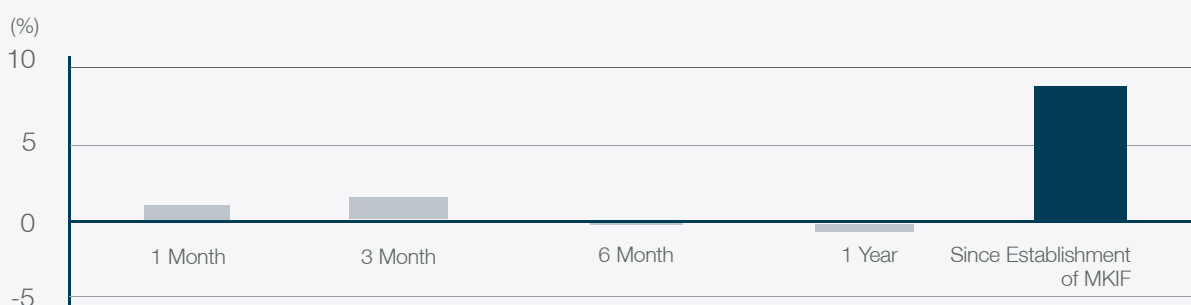 (%)
10
5
0
1 Month
3 Month
6 Month
1 Year
Since Establishment
of MKIF
-5